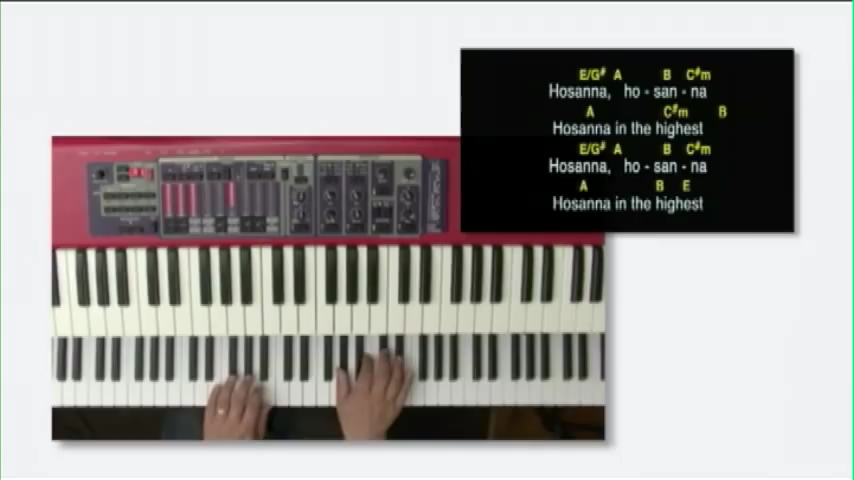 E/G# A B C#m
Hosanna, ho - san - na
A C#m B
Hosanna in the highest
E/G# A B C#m
Hosanna, ho - san - na
A B E
Hosanna in the highest